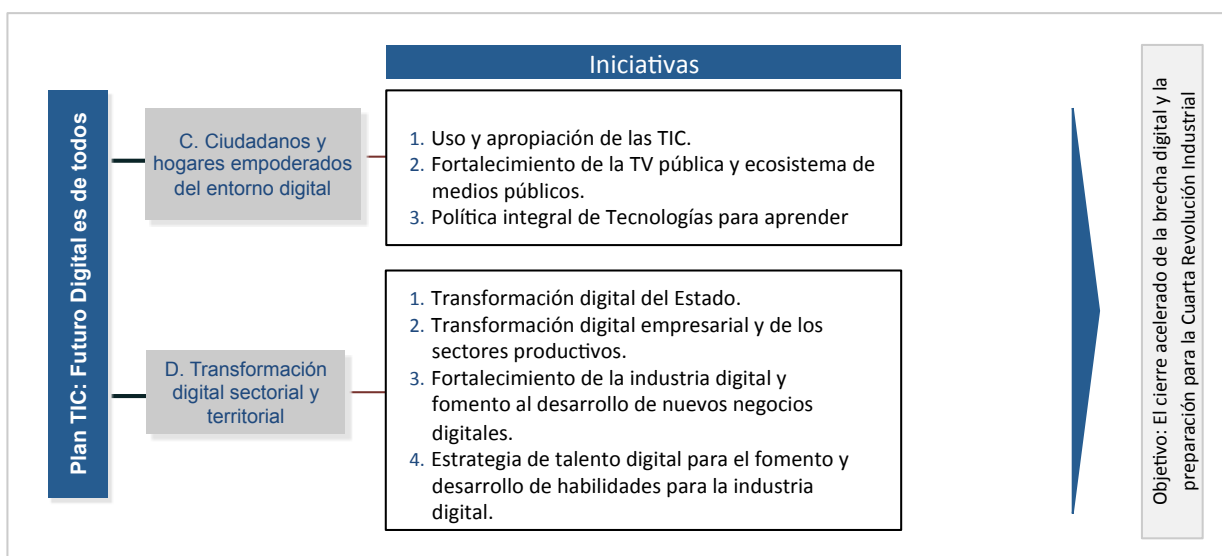 Iniciativas
Plan TIC: Futuro Digital es de todos
C. Ciudadanos y
hogares empoderados
del entorno digital
1. Uso y apropiación de las TIC.
2. Fortalecimiento de la TV pública y ecosistema de
medios públicos.
3. Política integral de Tecnologías para aprender
D. Transformación
digital sectorial y
territorial
1. Transformación digital del Estado.
2. Transformación digital empresarial y de los
sectores productivos.
3. Fortalecimiento de la industria digital y
fomento al desarrollo de nuevos negocios
digitales.
4. Estrategia de talento digital para el fomento y
desarrollo de habilidades para la industria
digital.
Objetivo: El cierre acelerado de la brecha digital y la
preparación para la Cuarta Revolución Industrial